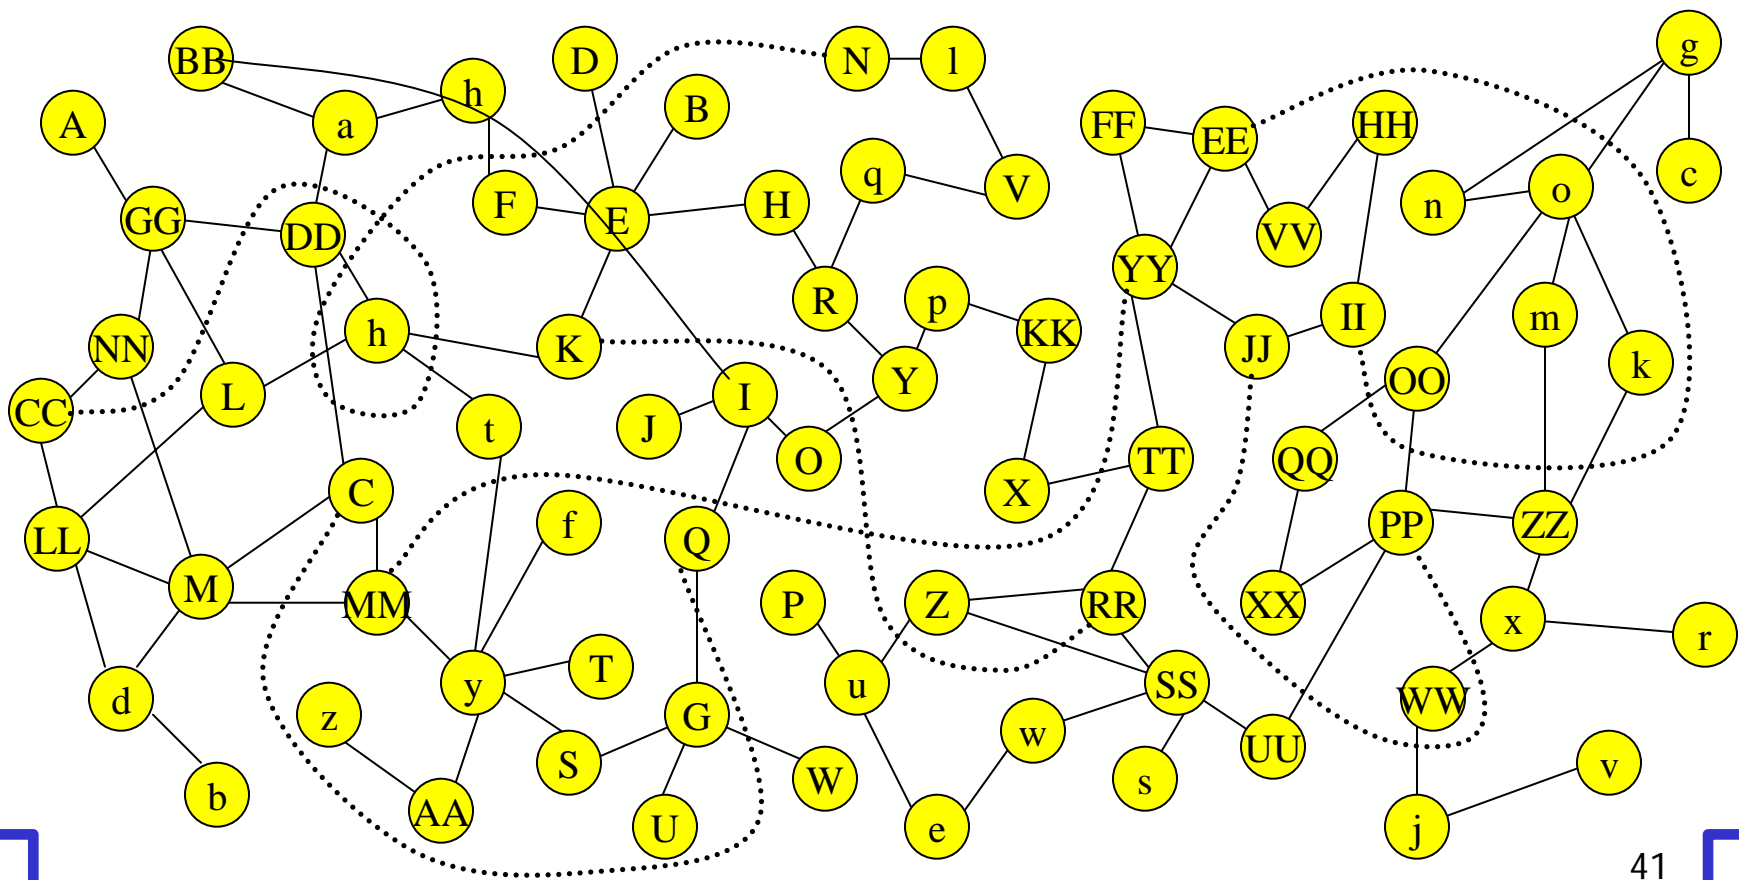 g
BB
D
N
l
h
B
A
a
FF
EE
HH
q
c
V
n
o
F
H
GG
E
DD
VV
YY
R
p
m
II
h
KK
NN
K
JJ
k
Y
OO
L
I
CC
J
t
O
TT
QQ
C
X
f
PP
ZZ
LL
Q
M
MM
P
Z
RR
XX
x
r
T
y
u
SS
d
WW
z
G
w
UU
S
v
W
s
b
AA
U
e
j
41